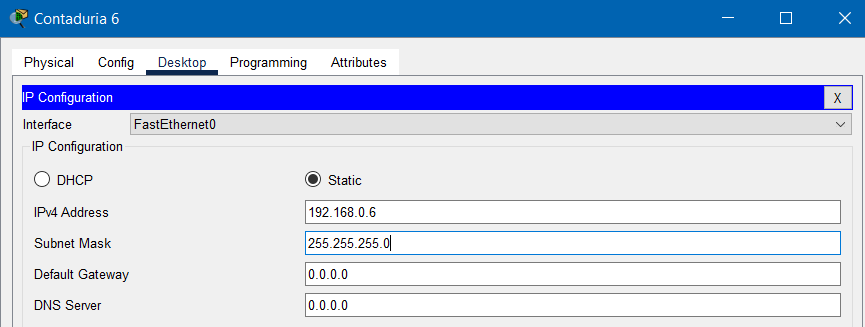 Contaduria 6
Physical Config Desktop Programming Attributes
IP Configuration X
Interface FastEthernet0
IP Configuration
DHCP Static
IPv4 Address 192.168.0.6
Subnet Mask 255.255.255.0
Default Gateway 0.0.0.0
DNS Server 0.0.0.0